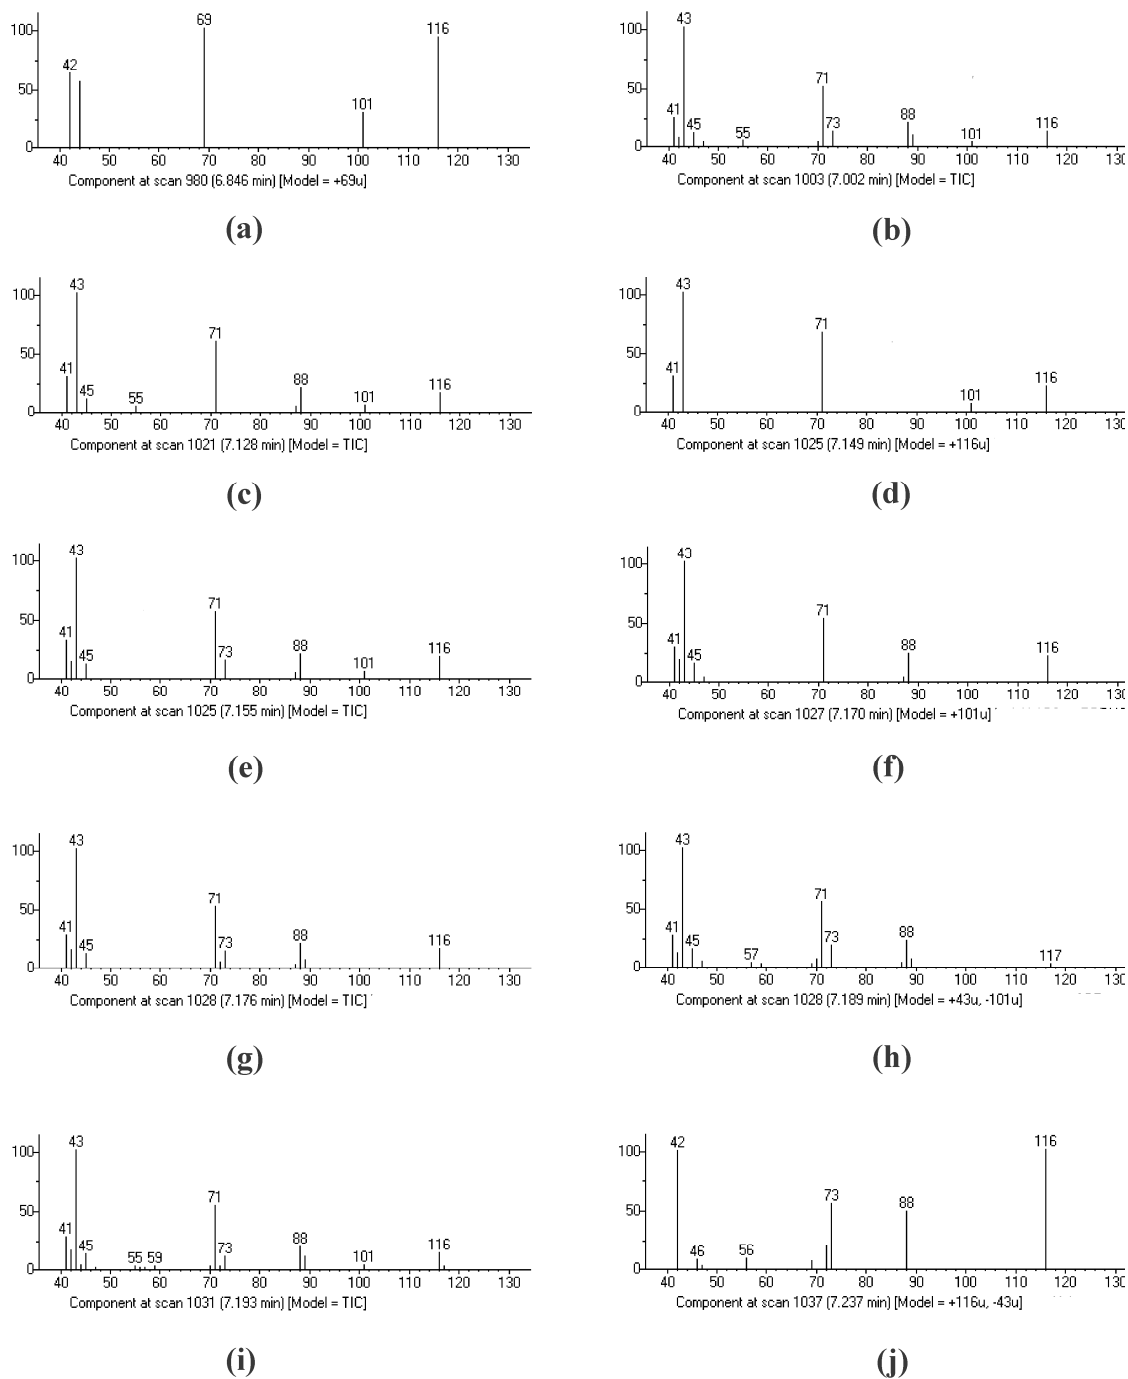 100 50 0 42 69 101 116
40 50 60 70 80 90 100 110 120 130
Component at scan 980 (6.846 min) [Model = +69u]
(a)
100 50 0 41 43 45 55 71 73 88 101 116
40 50 60 70 80 90 100 110 120 130
Component at scan 1003 (7.002 min) [Model = TIC]
(b)
100 50 0 41 43 45 55 71 88 101 116
40 50 60 70 80 90 100 110 120 130
Component at scan 1021 (7.128 min) [Model = TIC]
(c)
100 50 0 41 43 71 101 116
40 50 60 70 80 90 100 110 120 130
Component at scan 1025 (7.149 min) [Model = +116u]
(d)
100 50 0 41 43 45 71 73 88 101 116
40 50 60 70 80 90 100 110 120 130
Component at scan 1025 (7.155 min) [Model = TIC]
(e)
100 50 0 41 43 45 71 88 116
40 50 60 70 80 90 100 110 120 130
Component at scan 1027 (7.170 min) [Model = +101u]
(f)
100 50 0 41 43 45 71 73 88 116
40 50 60 70 80 90 100 110 120 130
Component at scan 1028 (7.176 min) [Model = TIC]
(g)
100 50 0 41 43 45 57 71 73 88 117
40 50 60 70 80 90 100 110 120 130
Component at scan 1028 (7.189 min) [Model = +43u, -101u]
(h)
100 50 0 41 43 45 55 59 71 73 88 101 116
40 50 60 70 80 90 100 110 120 130
Component at scan 1031 (7.193 min) [Model = TIC]
(i)
100 50 0 42 46 56 73 88 116
40 50 60 70 80 90 100 110 120 130
Component at scan 1037 (7.237 min) [Model = +116u, -43u]
(j)